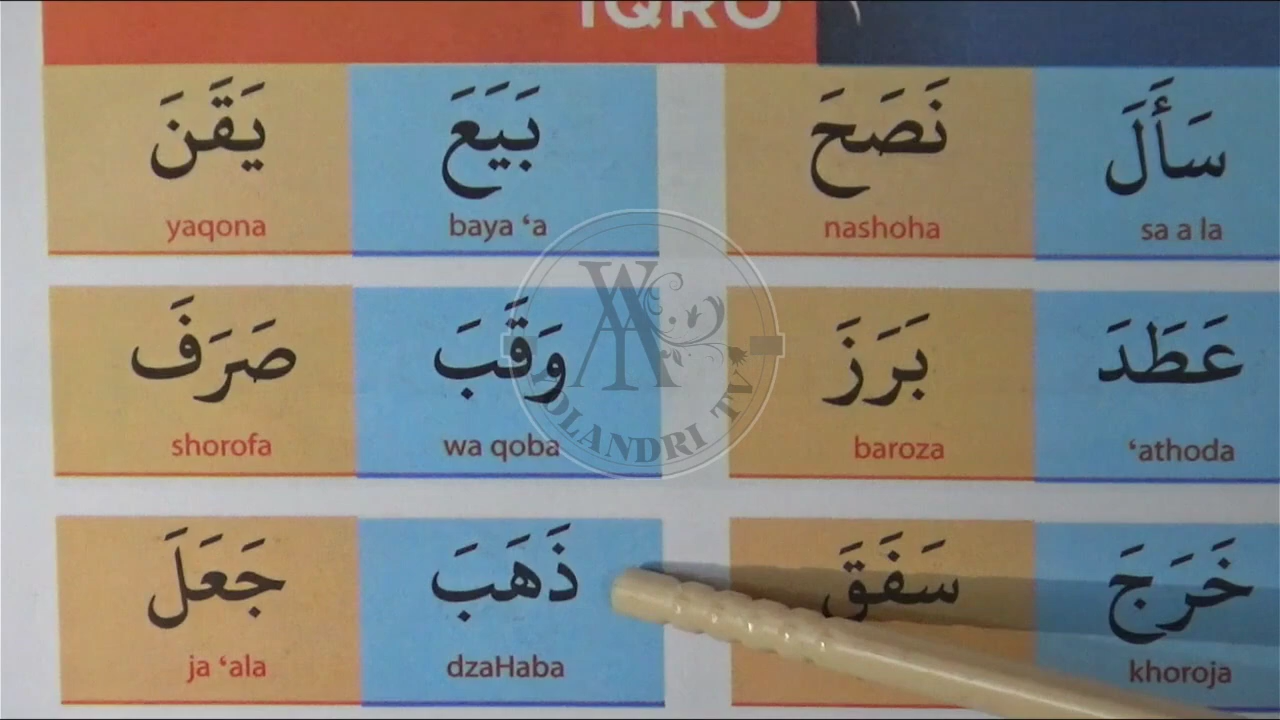 IQRO
سَأَلَ نَصَحَ بَيَعَ يَقَنَ
sa a la nashoha baya ‘a yaqona
عَطَدَ بَرَزَ وَقَبَ صَرَفَ
‘athoda baroza wa qoba shorofa
خَرَجَ سَفَقَ ذَهَبَ جَعَلَ
khoroja dzaHaba ja ‘ala